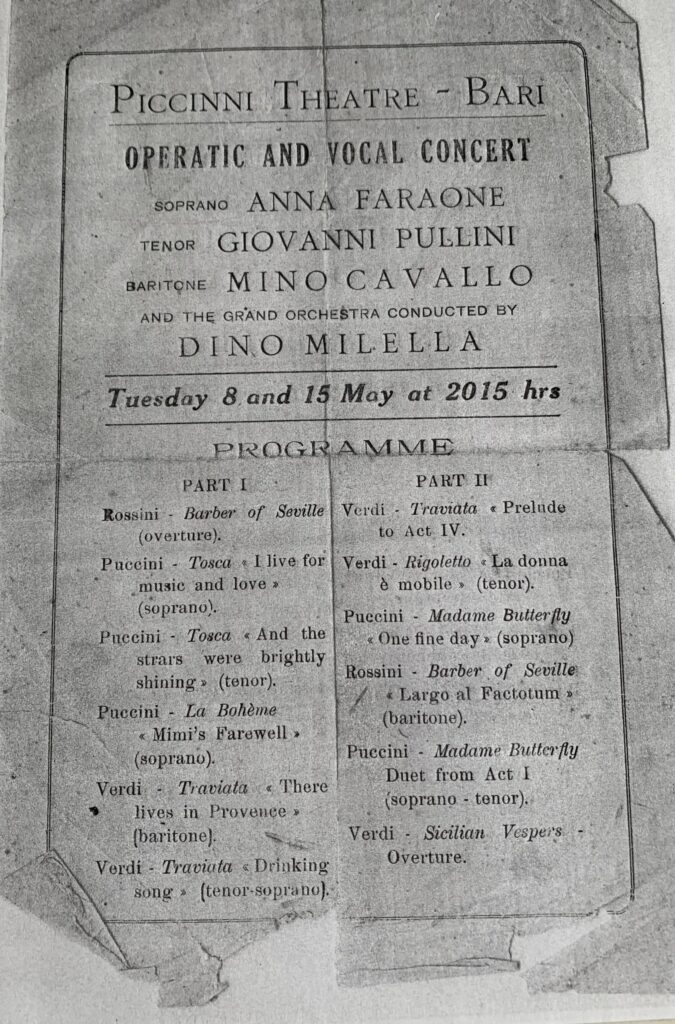 PICCINNI THEATRE - BARI
OPERATIC AND VOCAL CONCERT
SOPRANO ANNA FARAONE
TENOR GIOVANNI PULLINI
BARITONE MINO CAVALLO
AND THE GRAND ORCHESTRA CONDUCTED BY
DINO MILELLA
Tuesday 8 and 15 May at 2015 hrs
PROGRAMME
PART I
Rossini - Barber of Seville
(overture).
Puccini - Tosca « I live for
music and love »
(soprano).
Puccini - Tosca « And the
strars were brightly
shining » (tenor).
Puccini - La Bohème
« Mimi's Farewell »
(soprano).
Verdi - Traviata « There
lives in Provence »
(baritone).
Verdi - Traviata « Drinking
song » (tenor-soprano).
PART II
Verdi - Traviata « Prelude
to Act IV.
Verdi - Rigoletto « La donna
è mobile » (tenor).
Puccini - Madame Butterfly
« One fine day » (soprano)
Rossini - Barber of Seville
« Largo al Factotum »
(baritone).
Puccini - Madame Butterfly
Duet from Act I
(soprano - tenor).
Verdi - Sicilian Vespers -
Overture.